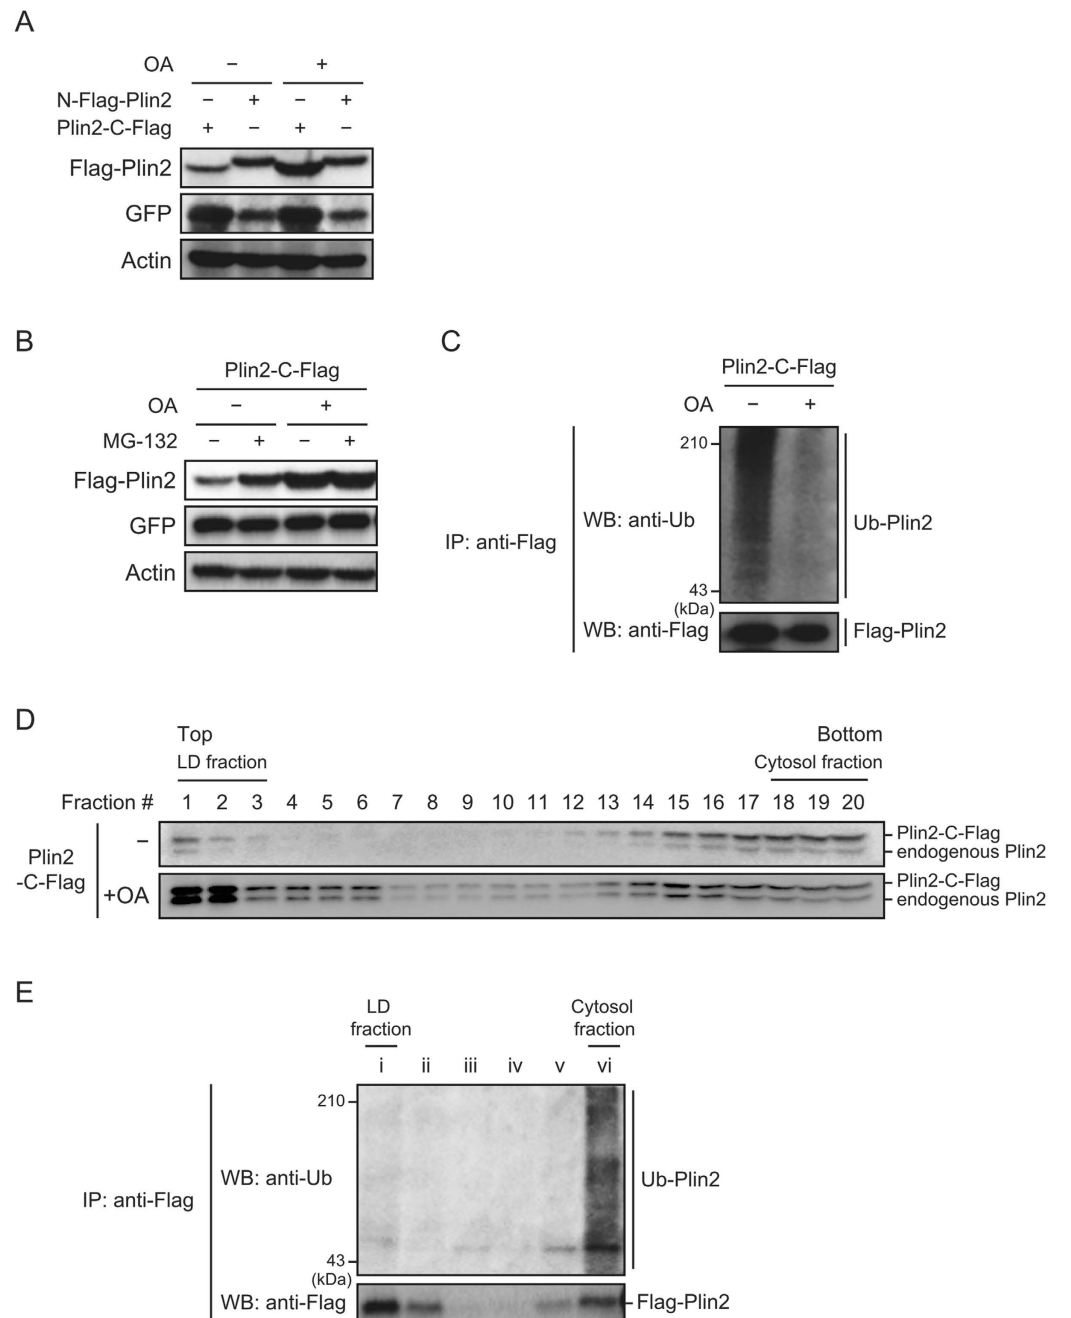 A
OA − +
N-Flag-Plin2 − + − +
Plin2-C-Flag + − + −
Flag-Plin2
GFP
Actin
B
Plin2-C-Flag
OA − +
MG-132 − + − +
Flag-Plin2
GFP
Actin
C
Plin2-C-Flag
OA − +
210
WB: anti-Ub
Ub-Plin2
IP: anti-Flag
43
(kDa)
WB: anti-Flag
Flag-Plin2
D
Top Bottom
LD fraction Cytosol fraction
Fraction # 1 2 3 4 5 6 7 8 9 10 11 12 13 14 15 16 17 18 19 20
Plin2
-C-Flag
−
Plin2-C-Flag
endogenous Plin2
+OA
Plin2-C-Flag
endogenous Plin2
E
LD
fraction
Cytosol
fraction
i ii iii iv v vi
210
WB: anti-Ub
Ub-Plin2
IP: anti-Flag
43
(kDa)
WB: anti-Flag
Flag-Plin2